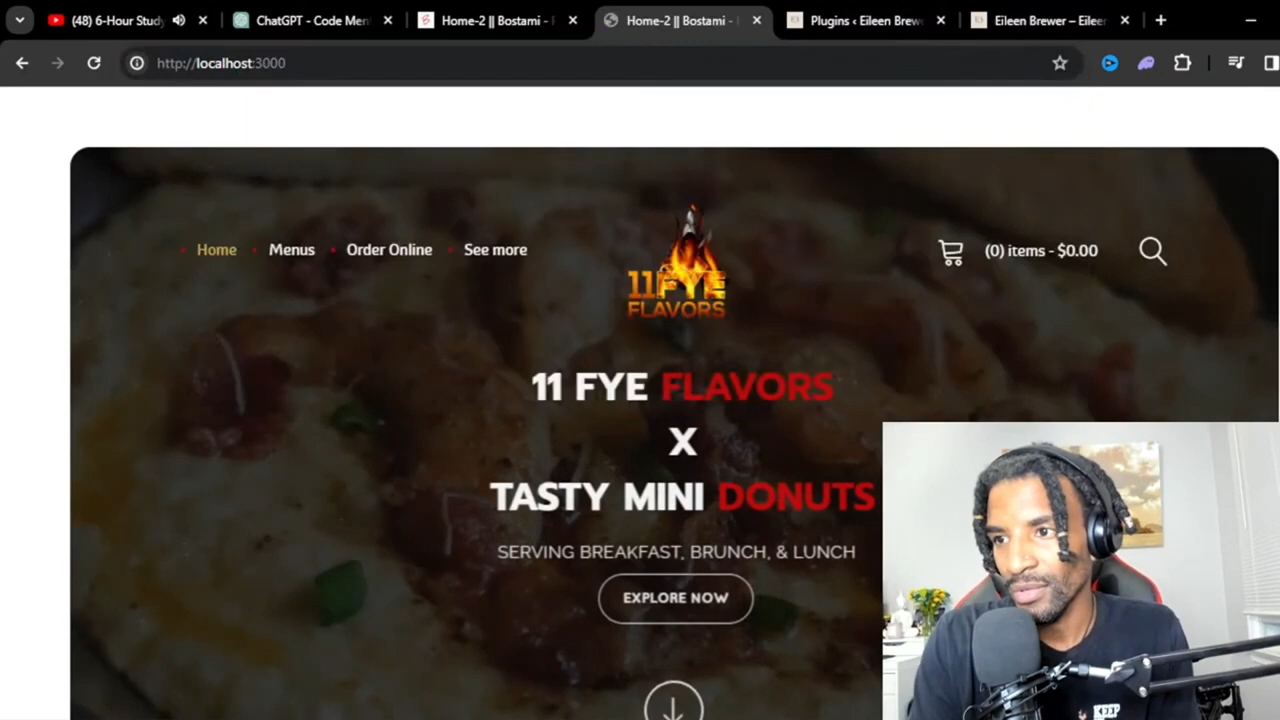 (48) 6-Hour Study
ChatGPT - Code Men
Home-2 || Bostami -
Home-2 || Bostami -
Plugins ‹ Eileen Brew
Eileen Brewer – Eilee
http://localhost:3000
Home
Menus
Order Online
See more
11FYE
FLAVORS
(0) items - $0.00
11 FYE FLAVORS
X
TASTY MINI DONUTS
SERVING BREAKFAST, BRUNCH, & LUNCH
EXPLORE NOW
KEEP